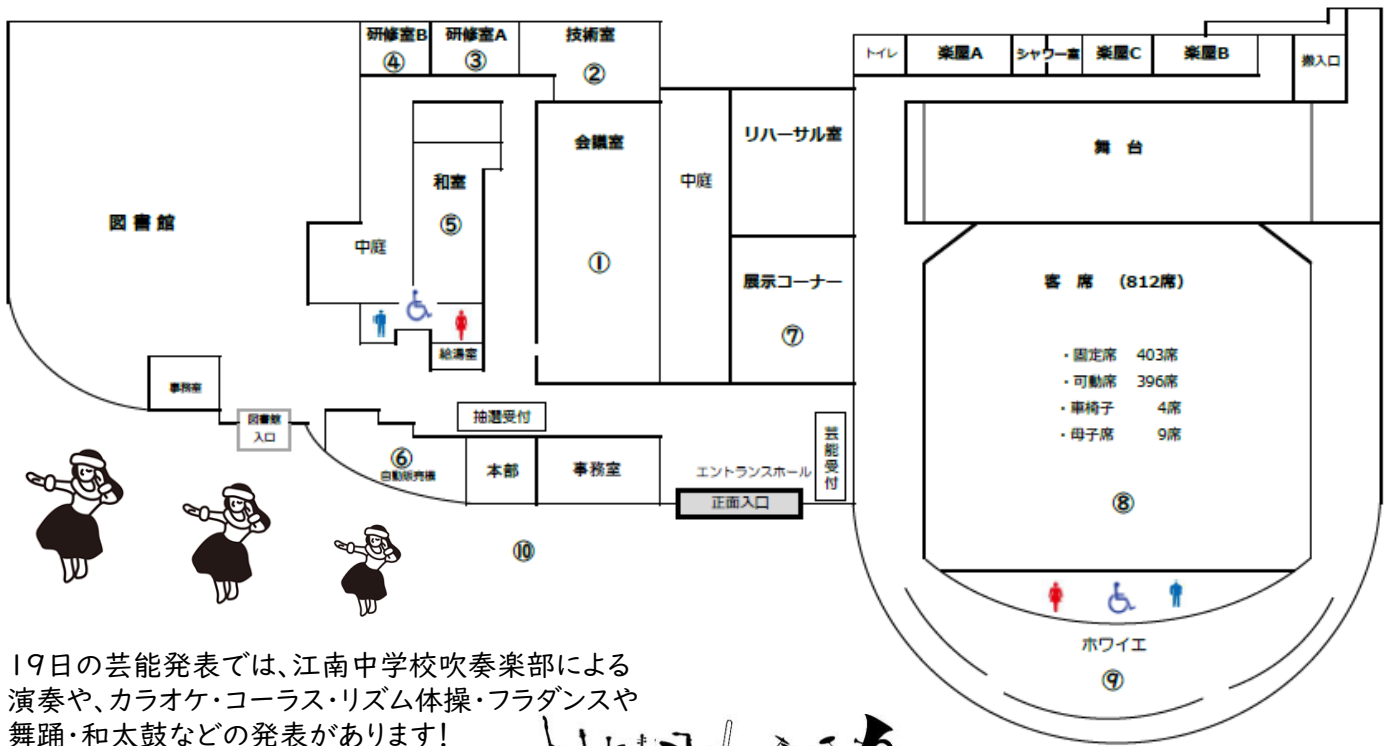 研修室B
④
研修室A
③
技術室
②
トイレ
楽屋A
シャワー室
楽屋C
楽屋B
搬入口
会議室
①
中庭
リハーサル室
舞 台
和室
⑤
図書館
中庭
展示コーナー
⑦
客 席 (812席)
・固定席 403席
・可動席 396席
・車椅子 4席
・母子席 9席
⑧
給湯室
事務室
図書館
入口
抽選受付
⑥
自動販売機
本部
事務室
エントランスホール
正面入口
芸能受付
⑩
ホワイエ
⑨
19日の芸能発表では、江南中学校吹奏楽部による
演奏や、カラオケ・コーラス・リズム体操・フラダンスや
舞踊・和太鼓などの発表があります!